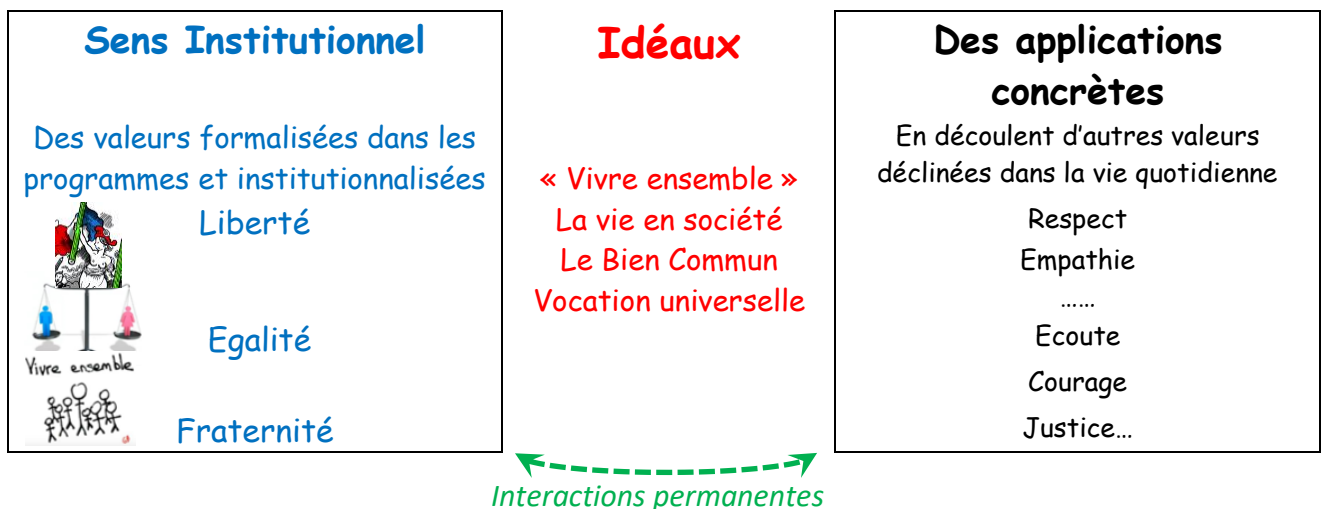 Sens Institutionnel
Des valeurs formalisées dans les
programmes et institutionnalisées
Liberté
Egalité
Vivre ensemble
Fraternité
Idéaux
« Vivre ensemble »
La vie en société
Le Bien Commun
Vocation universelle
Des applications
concrètes
En découlent d'autres valeurs
déclinées dans la vie quotidienne
Respect
Empathie
……
Ecoute
Courage
Justice…
Interactions permanentes